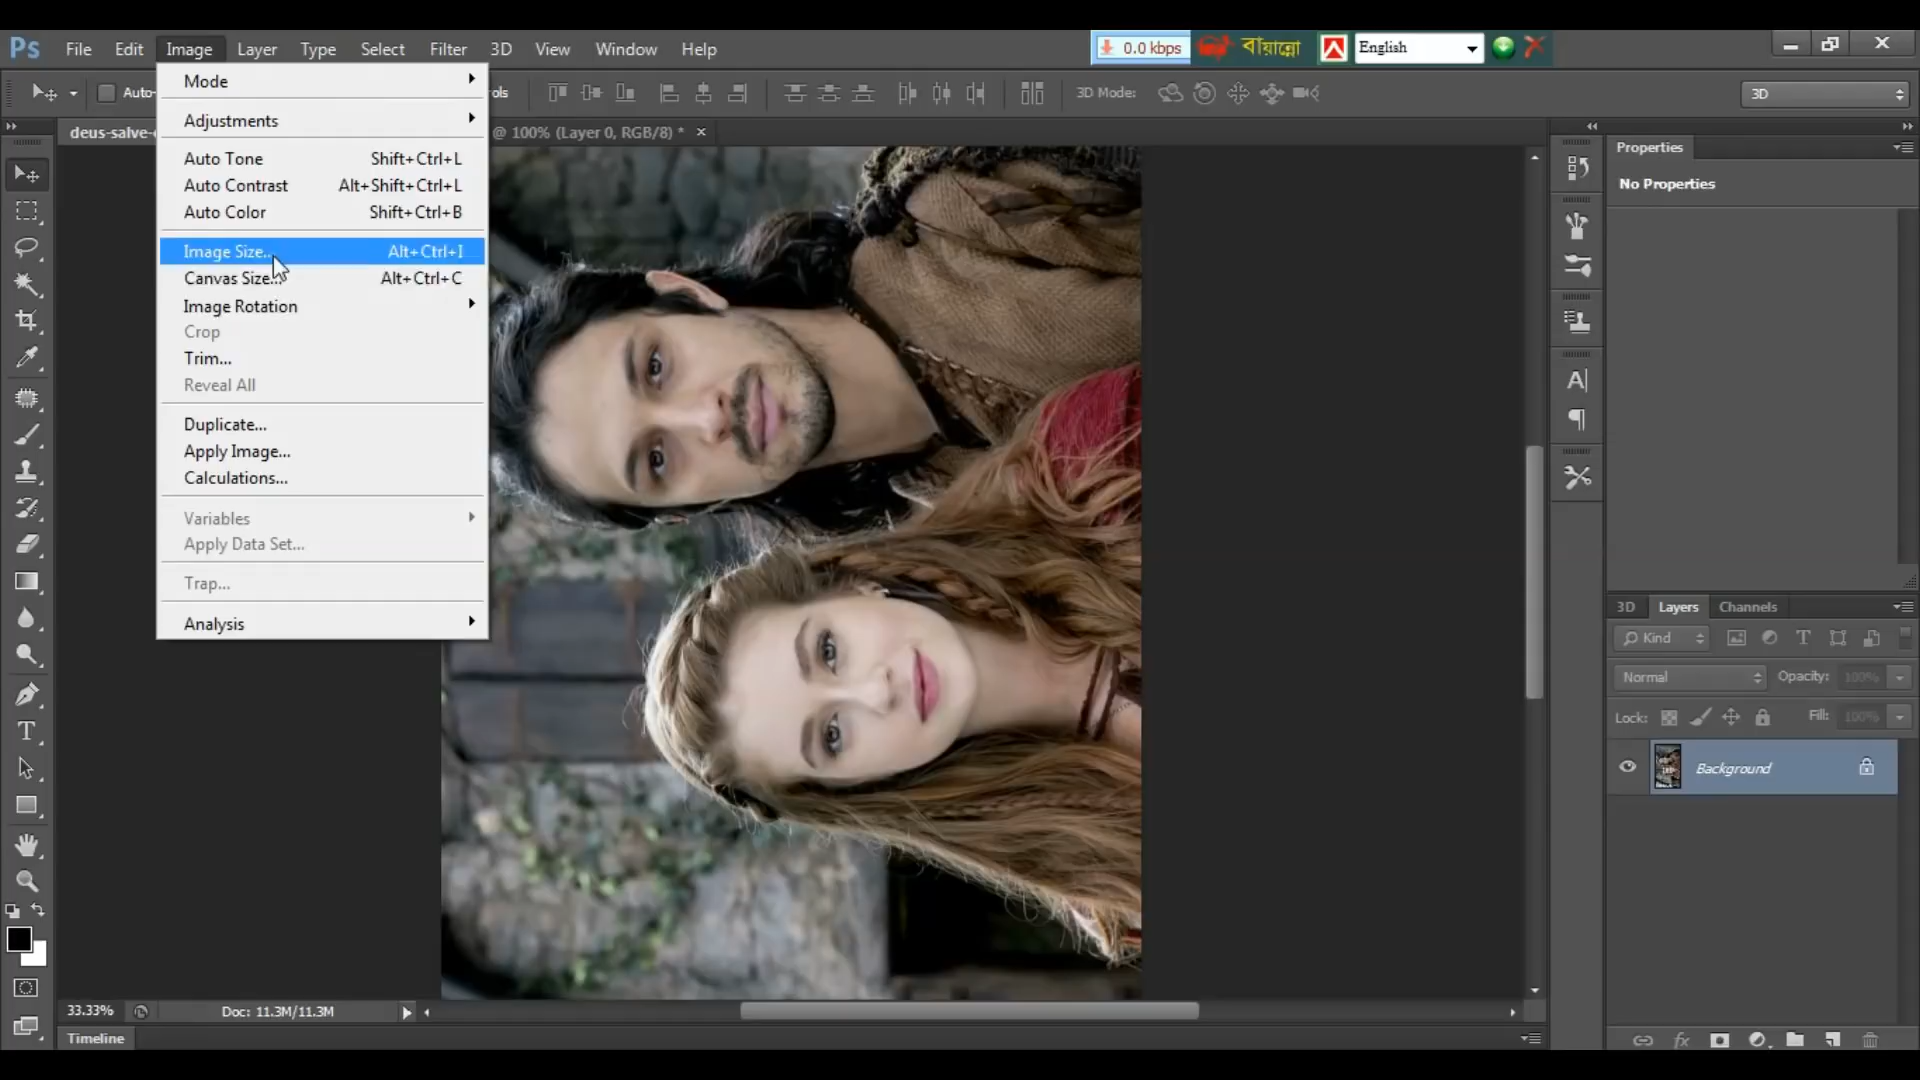 Ps File Edit Image Layer Type Select Filter 3D View Window Help
0.0 kbps বায়ান্নো English
Auto- ols 3D Mode: 3D
deus-salve- @ 100% (Layer 0, RGB/8) *
Mode
Adjustments
Auto Tone Shift+Ctrl+L
Auto Contrast Alt+Shift+Ctrl+L
Auto Color Shift+Ctrl+B
Image Size... Alt+Ctrl+I
Canvas Size... Alt+Ctrl+C
Image Rotation
Crop
Trim...
Reveal All
Duplicate...
Apply Image...
Calculations...
Variables
Apply Data Set...
Trap...
Analysis
Properties
No Properties
3D Layers Channels
Kind
Normal Opacity: 100%
Lock: Fill: 100%
Background
33.33% Doc: 11.3M/11.3M
Timeline